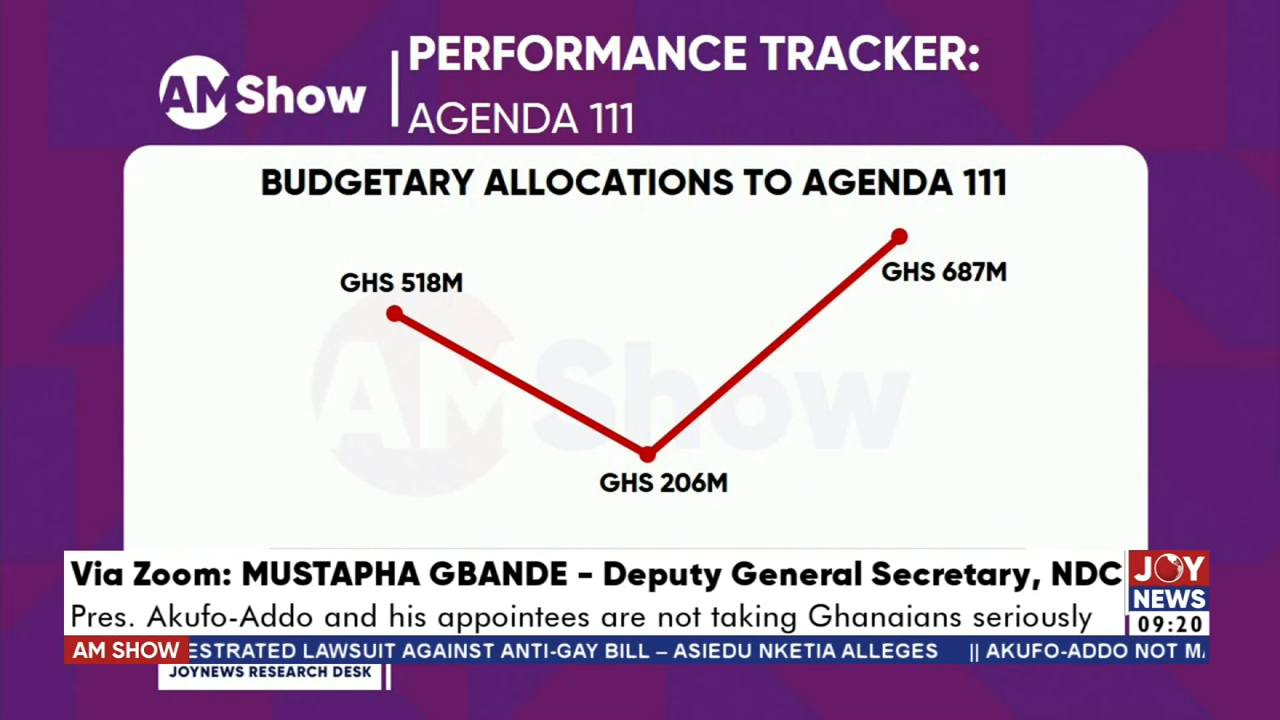 AM Show
PERFORMANCE TRACKER:
AGENDA 111
BUDGETARY ALLOCATIONS TO AGENDA 111
GHS 518M
GHS 687M
AM Show
GHS 206M
Via Zoom: MUSTAPHA GBANDE – Deputy General Secretary, NDC
Pres. Akufo-Addo and his appointees are not taking Ghanaians seriously
JOY
NEWS
09:20
AM SHOW
ESTRATED LAWSUIT AGAINST ANTI-GAY BILL – ASIEDU NKETIA ALLEGES || AKUFO-ADDO NOT
JOYNEWS RESEARCH DESK